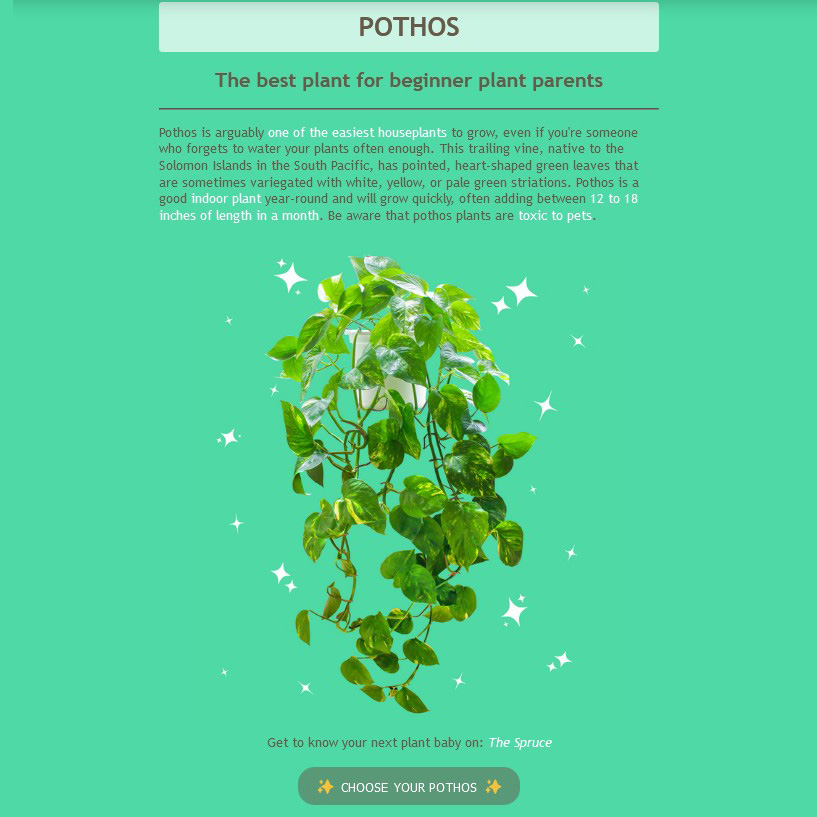 POTHOS
The best plant for beginner plant parents
Pothos is arguably one of the easiest houseplants to grow, even if you're someone
who forgets to water your plants often enough. This trailing vine, native to the
Solomon Islands in the South Pacific, has pointed, heart-shaped green leaves that
are sometimes variegated with white, yellow, or pale green striations. Pothos is a
good indoor plant year-round and will grow quickly, often adding between 12 to 18
inches of length in a month. Be aware that pothos plants are toxic to pets.
Get to know your next plant baby on: The Spruce
✨ CHOOSE YOUR POTHOS ✨